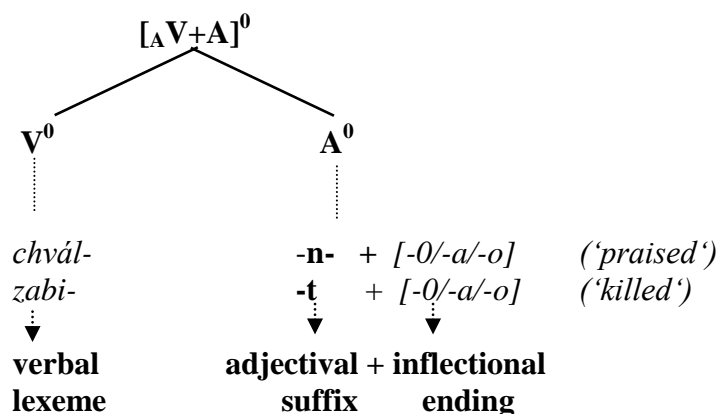 [AV+A]0
V0 A0
chvál- -n- + [-0/-a/-o] (‘praised‘)
zabi- -t + [-0/-a/-o] (‘killed‘)
verbal adjectival + inflectional
lexeme suffix ending